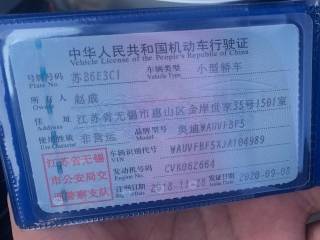 中华人民共和国机动车行驶证
Vehicle License of the People's Republic of China
号牌号码 苏B6E3C1 车辆类型 小型轿车
Plate No. Vehicle Type
所有人 赵威
Owner
住址 江苏省无锡市惠山区金岸世家35号1501室
Address
使用性质 非营运 品牌型号 奥迪WAUVFBF5
Use Character Model
车辆识别代号 WAUVFBF5XJA104989
VIN
江苏省无锡
市公安局交
通警察支队
发动机号码 CVK062664
Engine No.
注册日期 2018-11-28 发证日期 2020-09-08
Register Date Issue Date